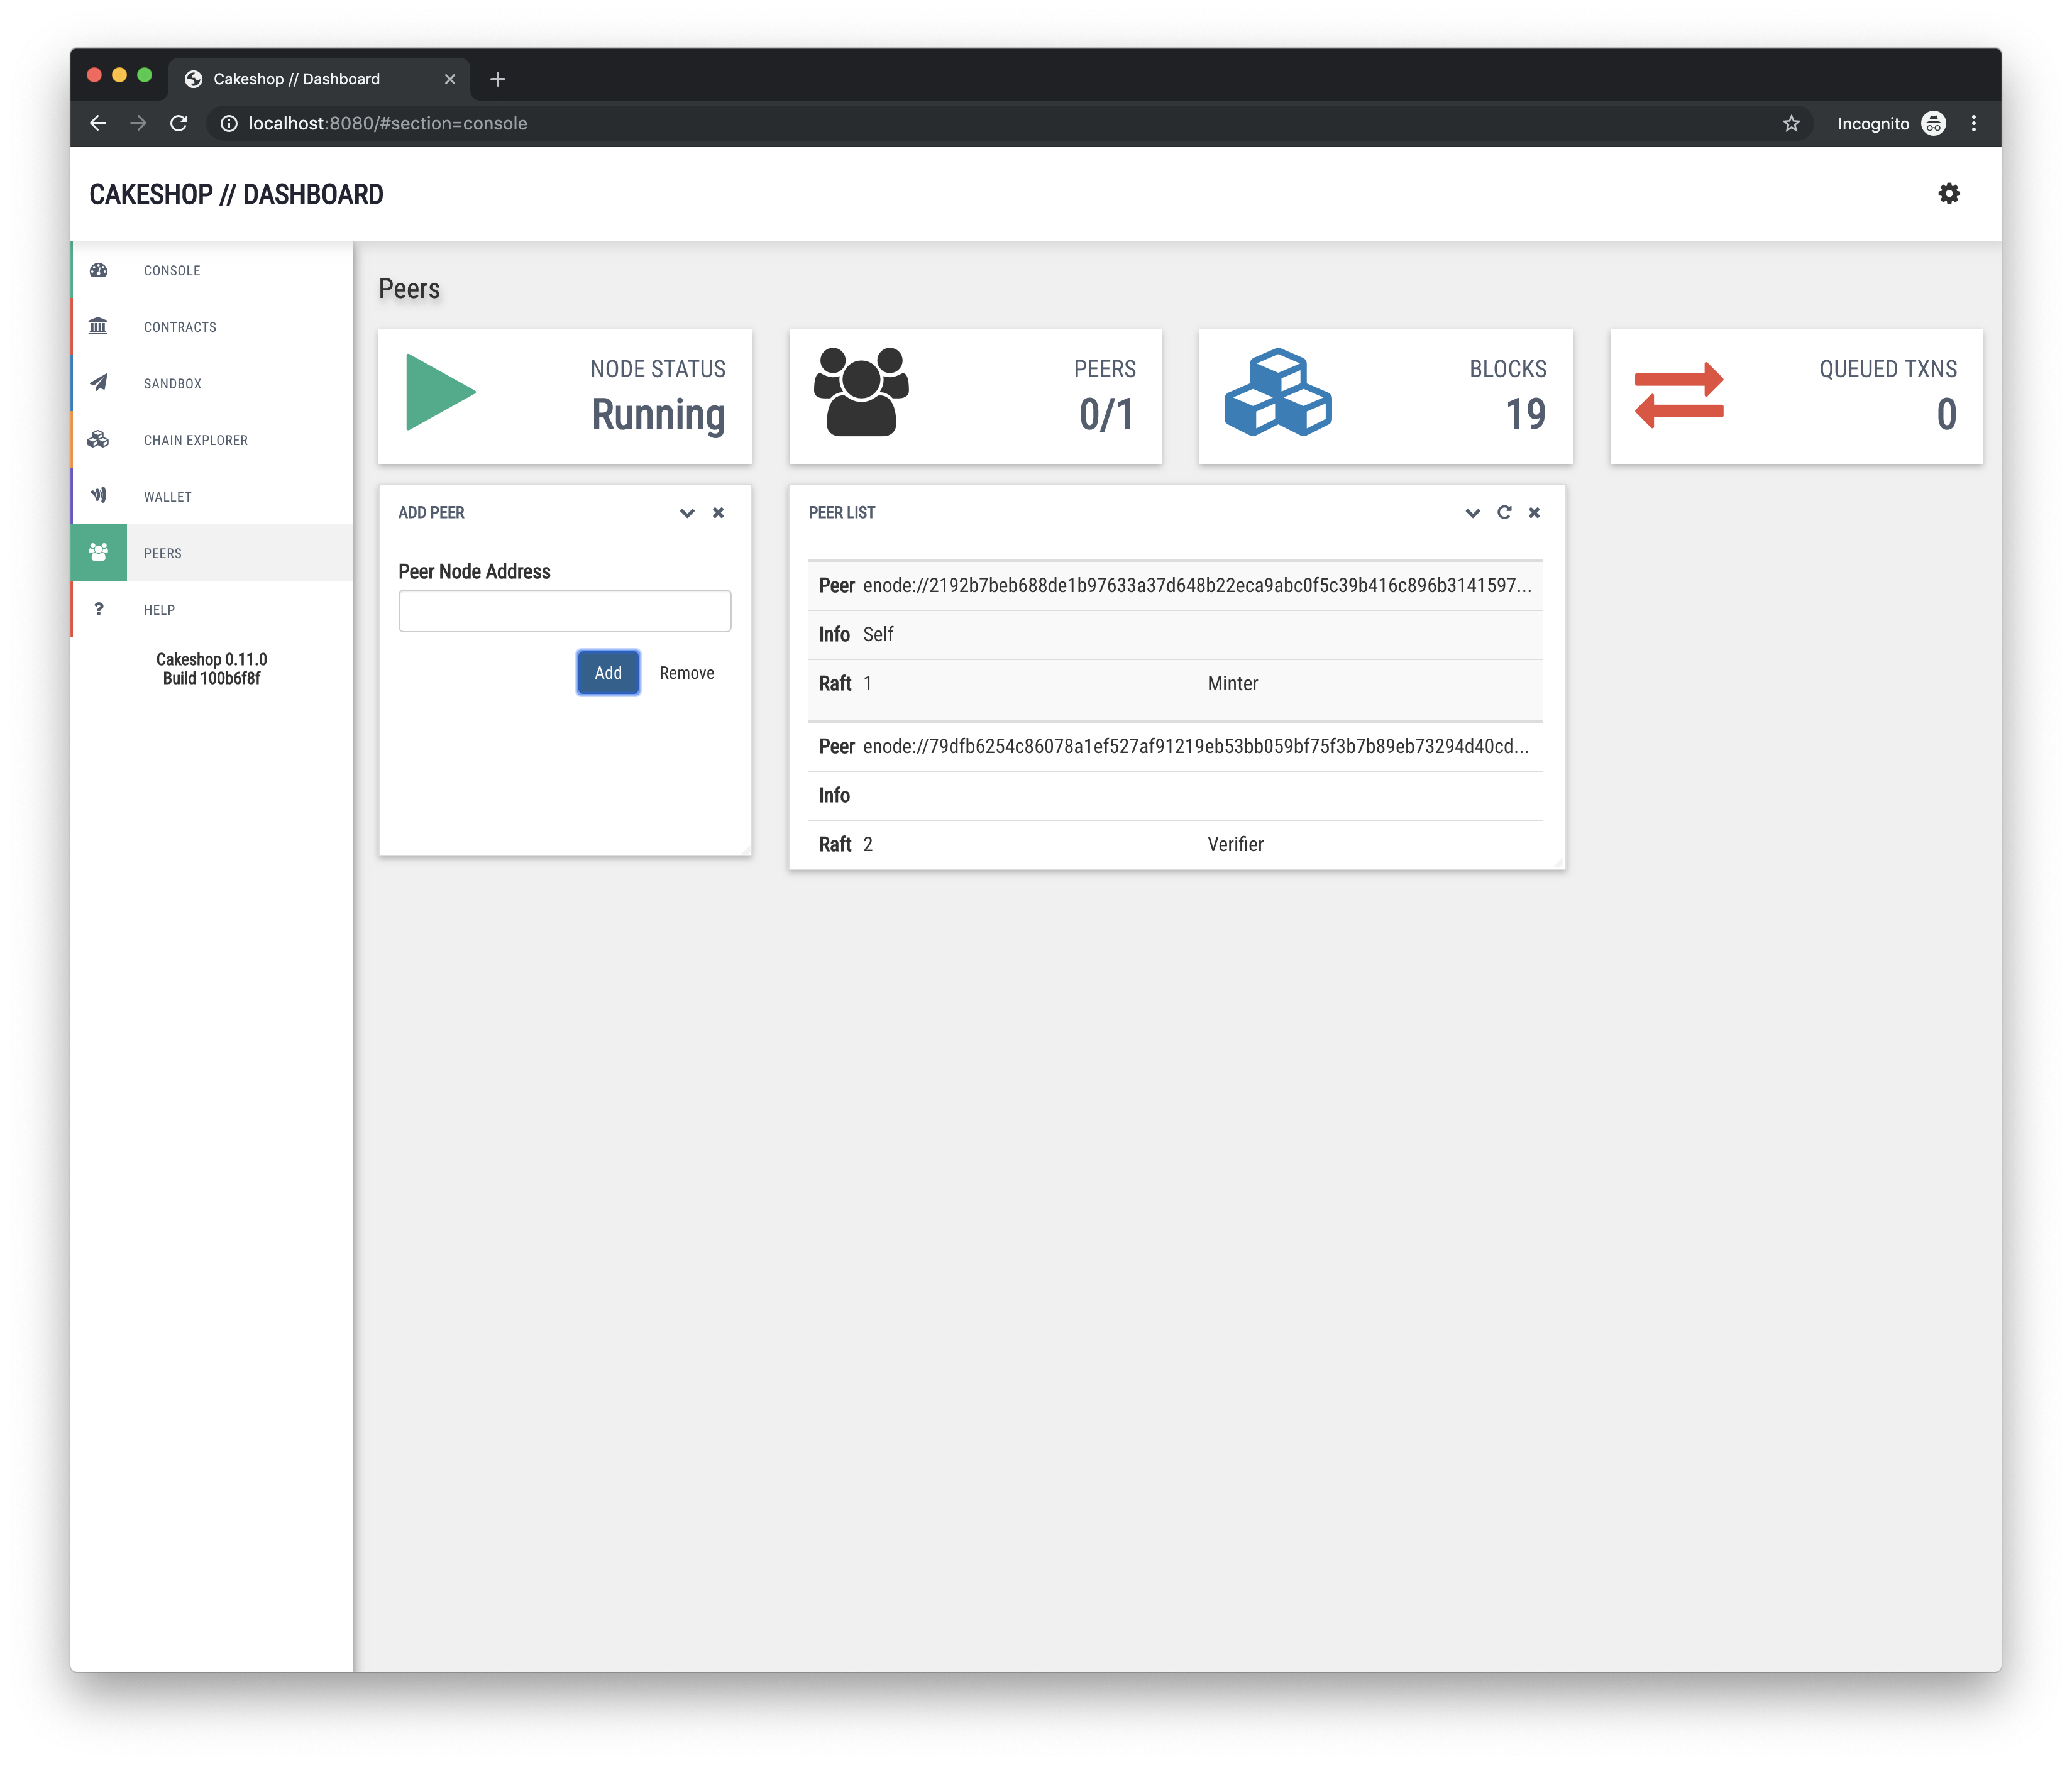 Cakeshop // Dashboard
localhost:8080/#section=console
Incognito
CAKESHOP // DASHBOARD
CONSOLE
CONTRACTS
SANDBOX
CHAIN EXPLORER
WALLET
PEERS
HELP
Cakeshop 0.11.0
Build 100b6f8f
Peers
NODE STATUS
Running
PEERS
0/1
BLOCKS
19
QUEUED TXNS
0
ADD PEER
Peer Node Address
Add Remove
PEER LIST
Peer enode://2192b7beb688de1b97633a37d648b22eca9abc0f5c39b416c896b3141597...
Info Self
Raft 1 Minter
Peer enode://79dfb6254c86078a1ef527af91219eb53bb059bf75f3b7b89eb73294d40cd...
Info
Raft 2 Verifier